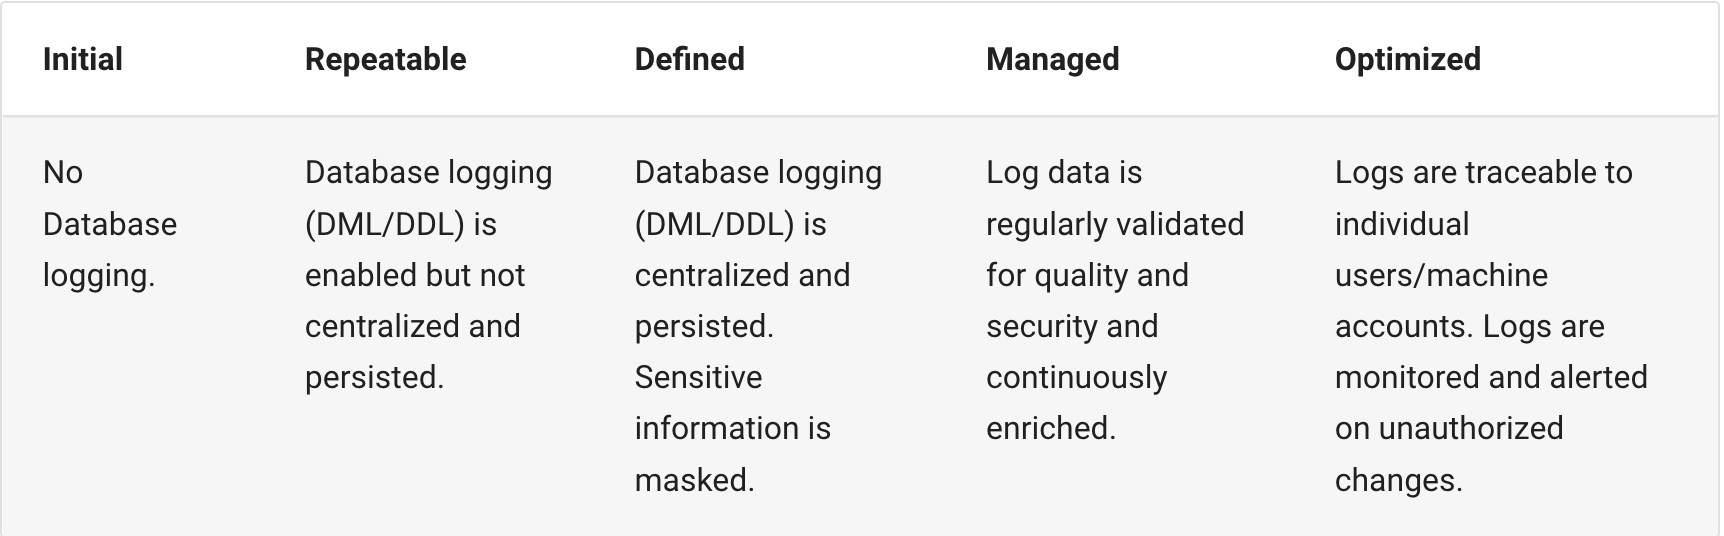 Initial
Repeatable
Defined
Managed
Optimized
No
Database
logging.
Database logging
(DML/DDL) is
enabled but not
centralized and
persisted.
Database logging
(DML/DDL) is
centralized and
persisted.
Sensitive
information is
masked.
Log data is
regularly validated
for quality and
security and
continuously
enriched.
Logs are traceable to
individual
users/machine
accounts. Logs are
monitored and alerted
on unauthorized
changes.